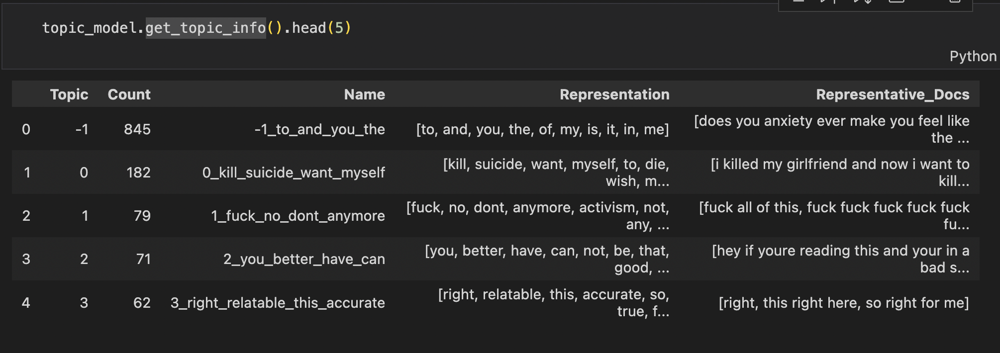 topic_model.get_topic_info().head(5)
Python
Topic Count Name Representation Representative_Docs
0 -1 845 -1_to_and_you_the [to, and, you, the, of, my, is, it, in, me] [does you anxiety ever make you feel like
the ...
1 0 182 0_kill_suicide_want_myself [kill, suicide, want, myself, to, die,
wish, m... [i killed my girlfriend and now i want to
kill...
2 1 79 1_fuck_no_dont_anymore [fuck, no, dont, anymore, activism, not,
any, ... [fuck all of this, fuck fuck fuck fuck fuck
fu...
3 2 71 2_you_better_have_can [you, better, have, can, not, be, that,
good, ... [hey if youre reading this and your in a
bad s...
4 3 62 3_right_relatable_this_accurate [right, relatable, this, accurate, so,
true, f... [right, this right here, so right for me]